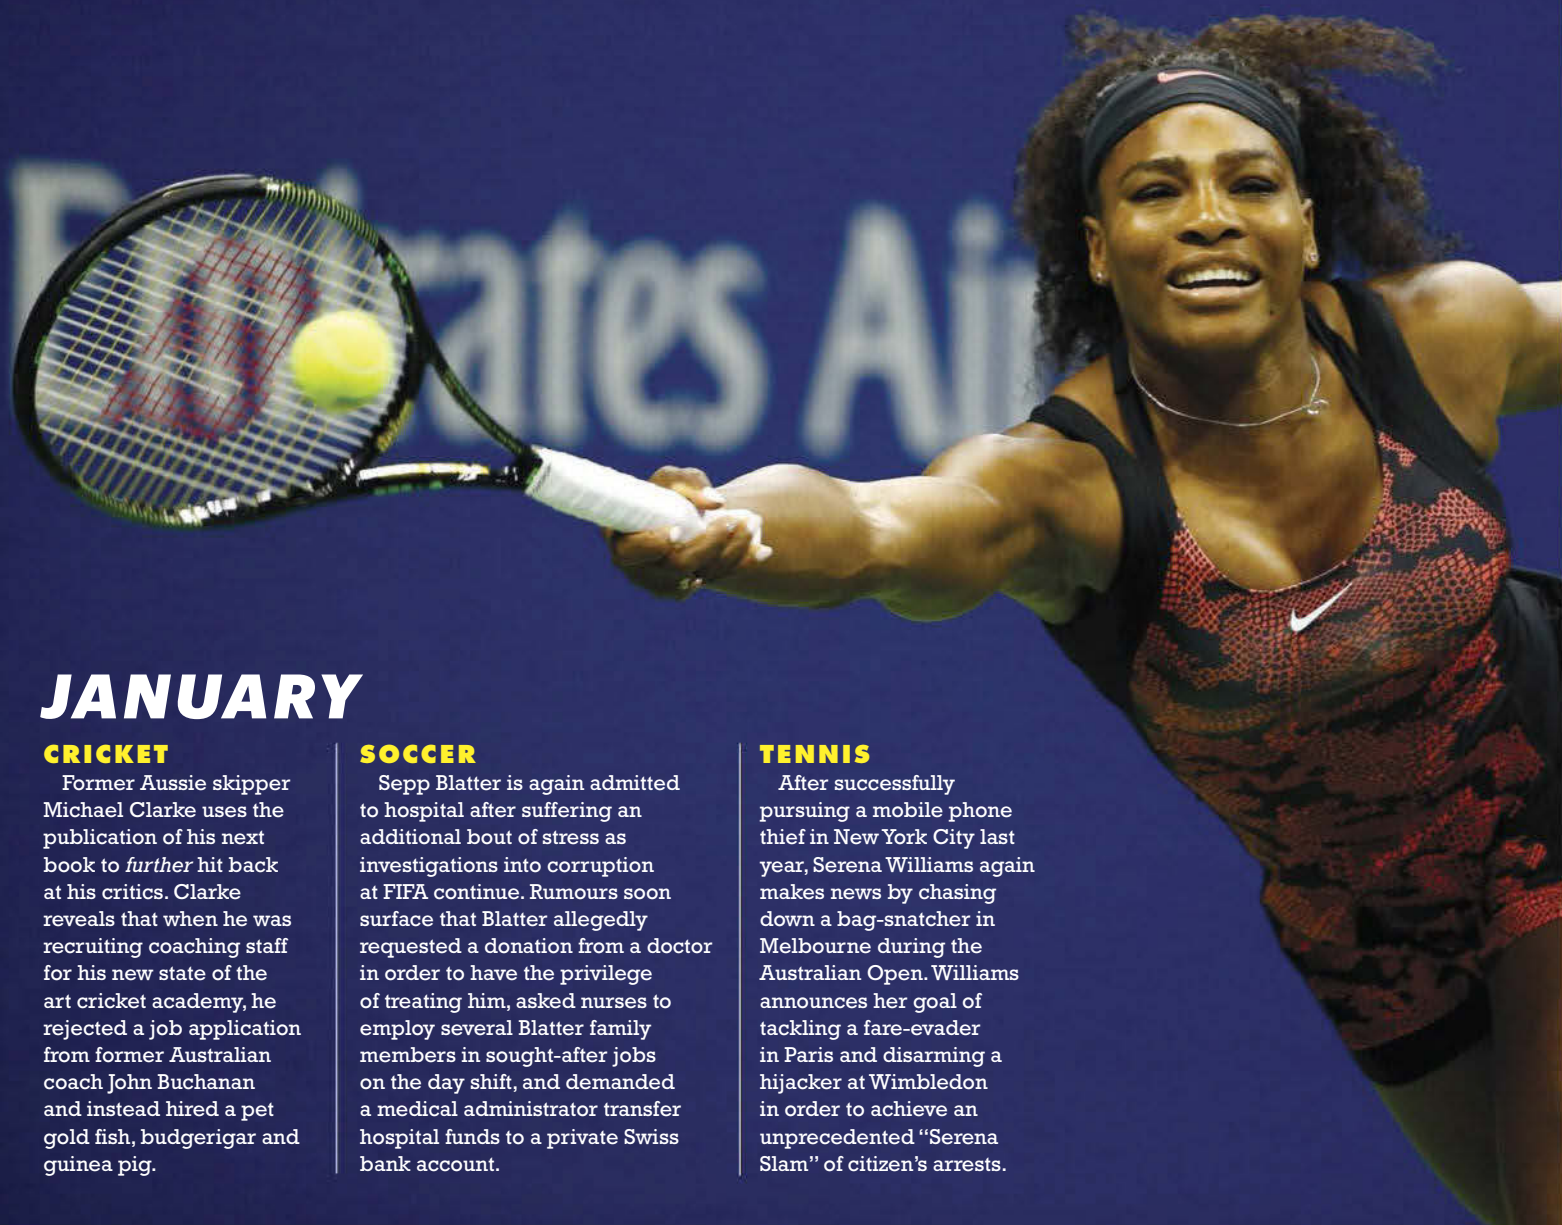 Emirates Air
JANUARY
CRICKET
Former Aussie skipper
Michael Clarke uses the
publication of his next
book to further hit back
at his critics. Clarke
reveals that when he was
recruiting coaching staff
for his new state of the
art cricket academy, he
rejected a job application
from former Australian
coach John Buchanan
and instead hired a pet
gold fish, budgerigar and
guinea pig.
SOCCER
Sepp Blatter is again admitted
to hospital after suffering an
additional bout of stress as
investigations into corruption
at FIFA continue. Rumours soon
surface that Blatter allegedly
requested a donation from a doctor
in order to have the privilege
of treating him, asked nurses to
employ several Blatter family
members in sought-after jobs
on the day shift, and demanded
a medical administrator transfer
hospital funds to a private Swiss
bank account.
TENNIS
After successfully
pursuing a mobile phone
thief in New York City last
year, Serena Williams again
makes news by chasing
down a bag-snatcher in
Melbourne during the
Australian Open. Williams
announces her goal of
tackling a fare-evader
in Paris and disarming a
hijacker at Wimbledon
in order to achieve an
unprecedented “Serena
Slam” of citizen’s arrests.